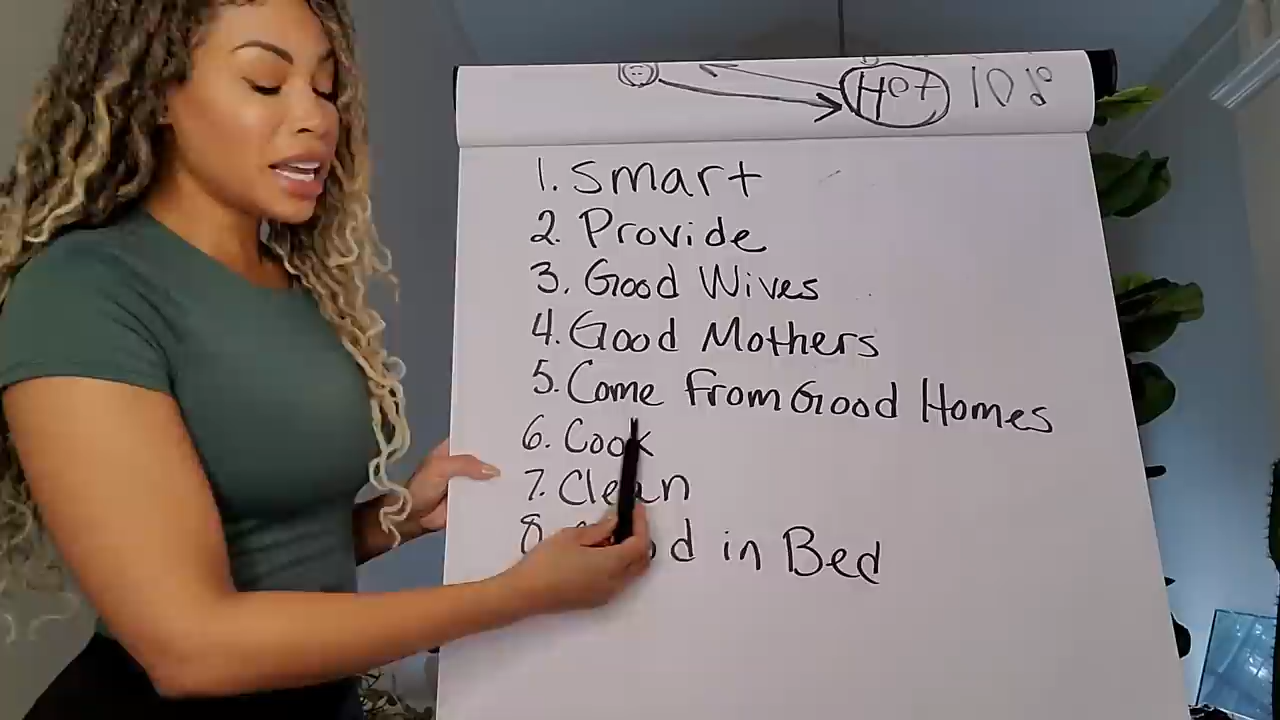 Hot 10%
1. Smart
2. Provide
3. Good Wives
4. Good Mothers
5. Come From Good Homes
6. Cook
7. Clean
8. in Bed